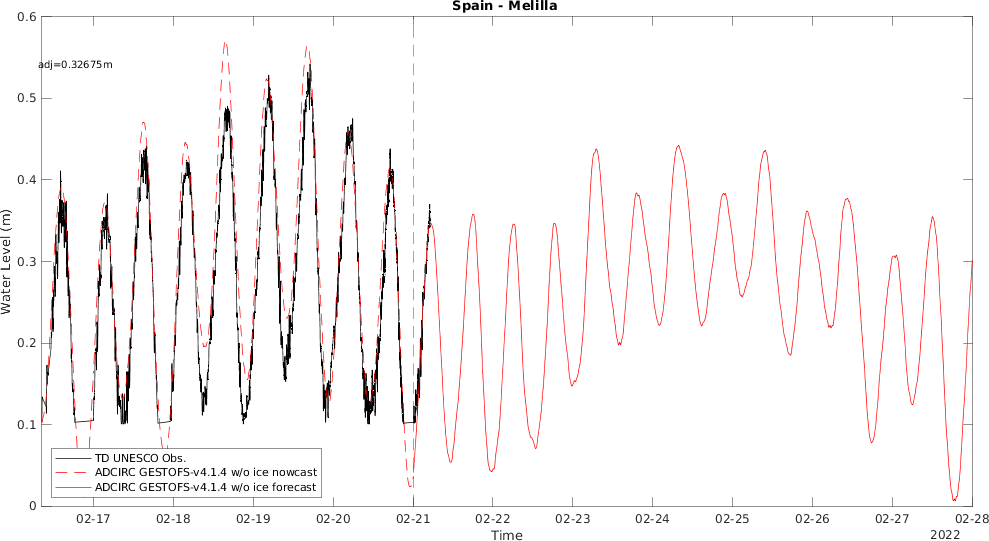 Spain - Melilla
adj=0.32675m
0.6
0.5
0.4
0.3
0.2
0.1
0
Water Level (m)
TD UNESCO Obs.
ADCIRC GESTOFS-v4.1.4 w/o ice nowcast
ADCIRC GESTOFS-v4.1.4 w/o ice forecast
02-17 02-18 02-19 02-20 02-21 02-22 02-23 02-24 02-25 02-26 02-27 02-28
Time
2022